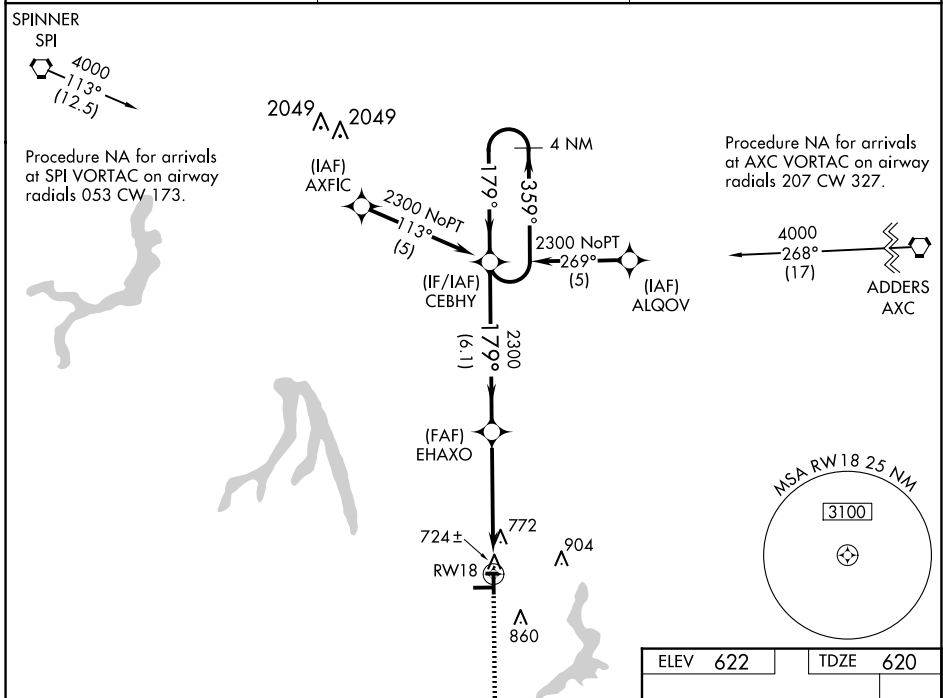 SPINNER
SPI
4000
113°
(12.5)
Procedure NA for arrivals
at SPI VORTAC on airway
radials 053 CW 173.
2049
2049
(IAF)
AXFIC
2300 NoPT
113°
(5)
4 NM
179°
359°
2300 NoPT
269°
(5)
(IF/IAF)
CEBHY
(IAF)
ALQOV
Procedure NA for arrivals
at AXC VORTAC on airway
radials 207 CW 327.
4000
268°
(17)
ADDERS
AXC
2300
179°
(6.1)
(FAF)
EHAXO
MSA RW18 25 NM
3100
724±
772
904
RW18
860
ELEV 622
TDZE 620